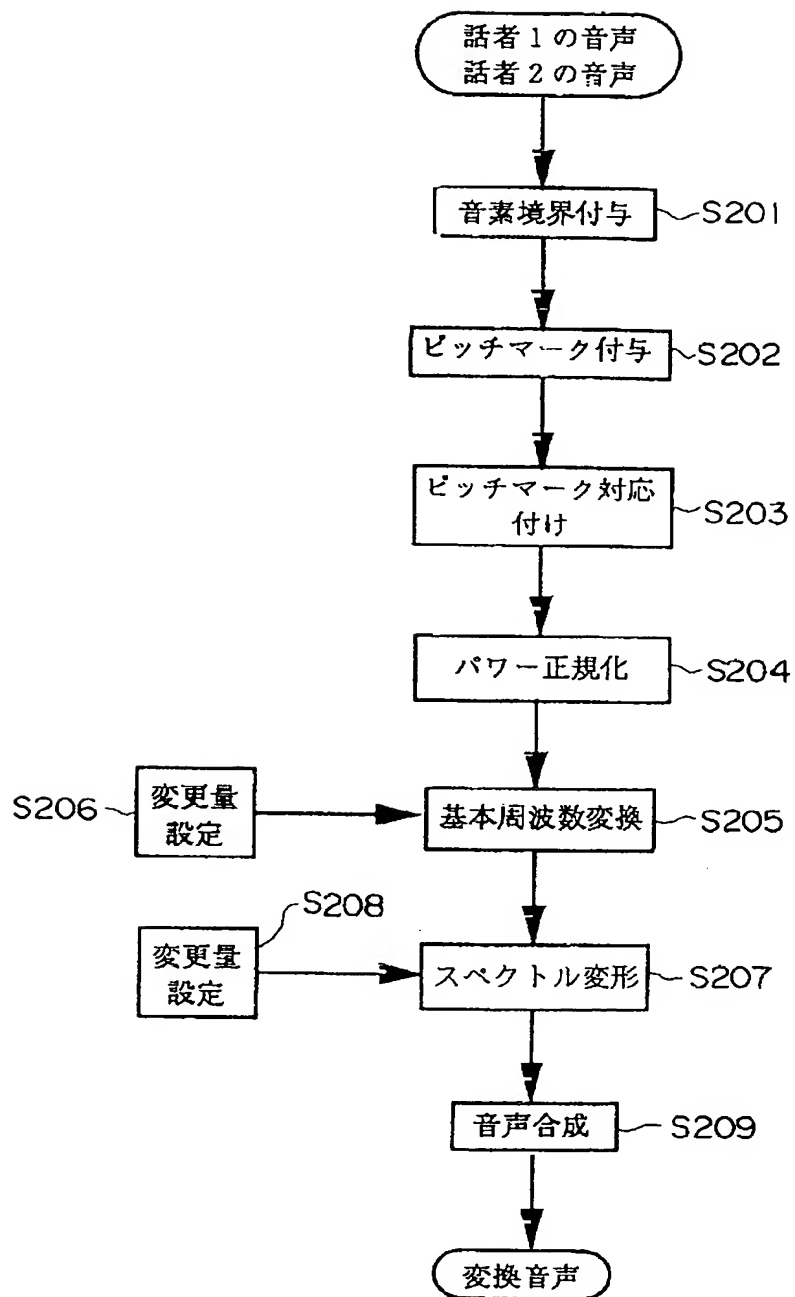 話者1の音声
話者2の音声
音素境界付与
S201
ピッチマーク付与
S202
ピッチマーク対応
付け
S203
パワー正規化
S204
S206
変更量
設定
基本周波数変換
S205
S208
変更量
設定
スペクトル変形
S207
音声合成
S209
変換音声